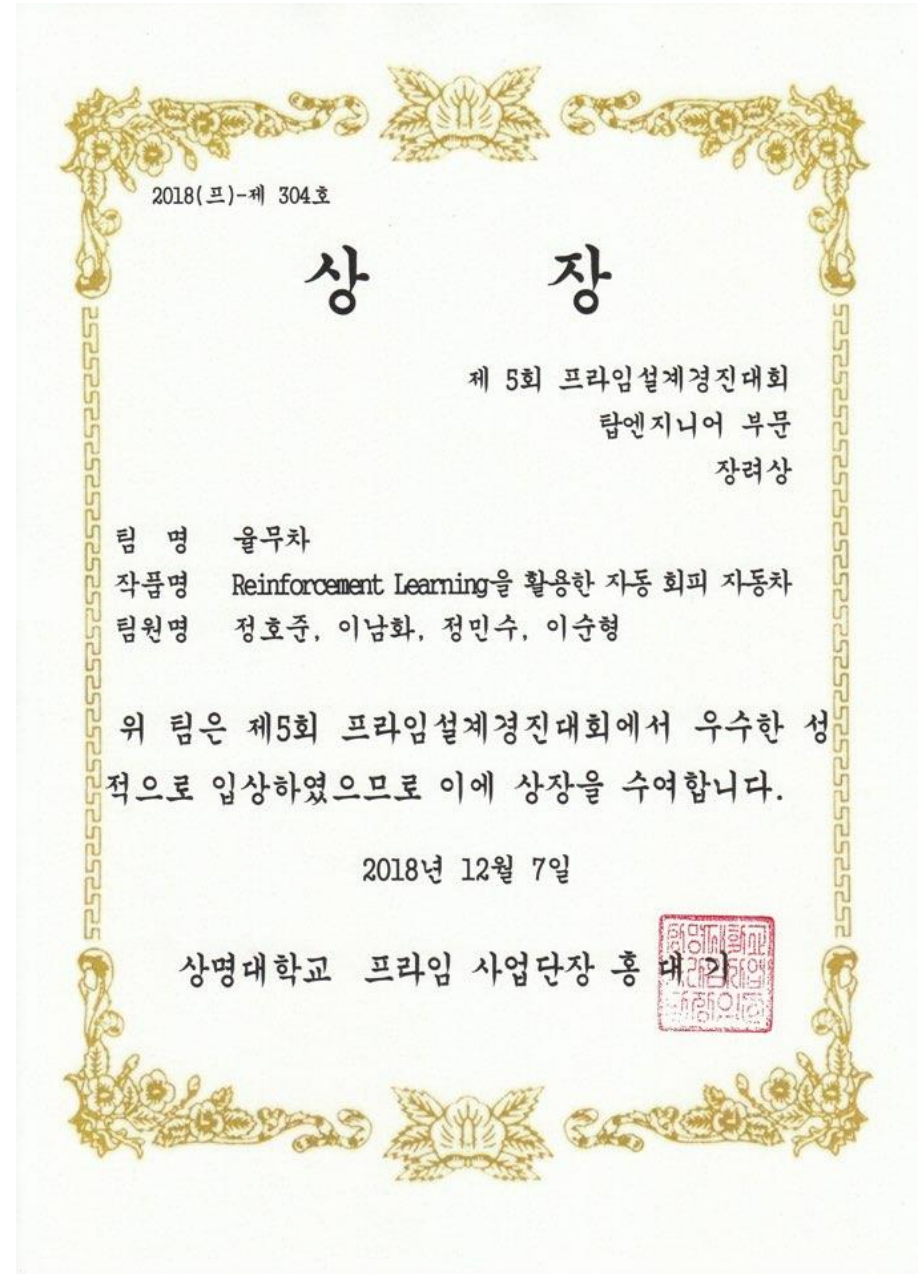 2018(프)-제 304호
상 장
제 5회 프라임설계경진대회
탑엔지니어 부문
장려상
팀 명 율무차
작품명 Reinforcement Learning을 활용한 자동 회피 자동차
팀원명 정호준, 이남화, 정민수, 이순형
위 팀은 제5회 프라임설계경진대회에서 우수한 성
적으로 입상하였으므로 이에 상장을 수여합니다.
2018년 12월 7일
상명대학교 프라임 사업단장 홍 대 기